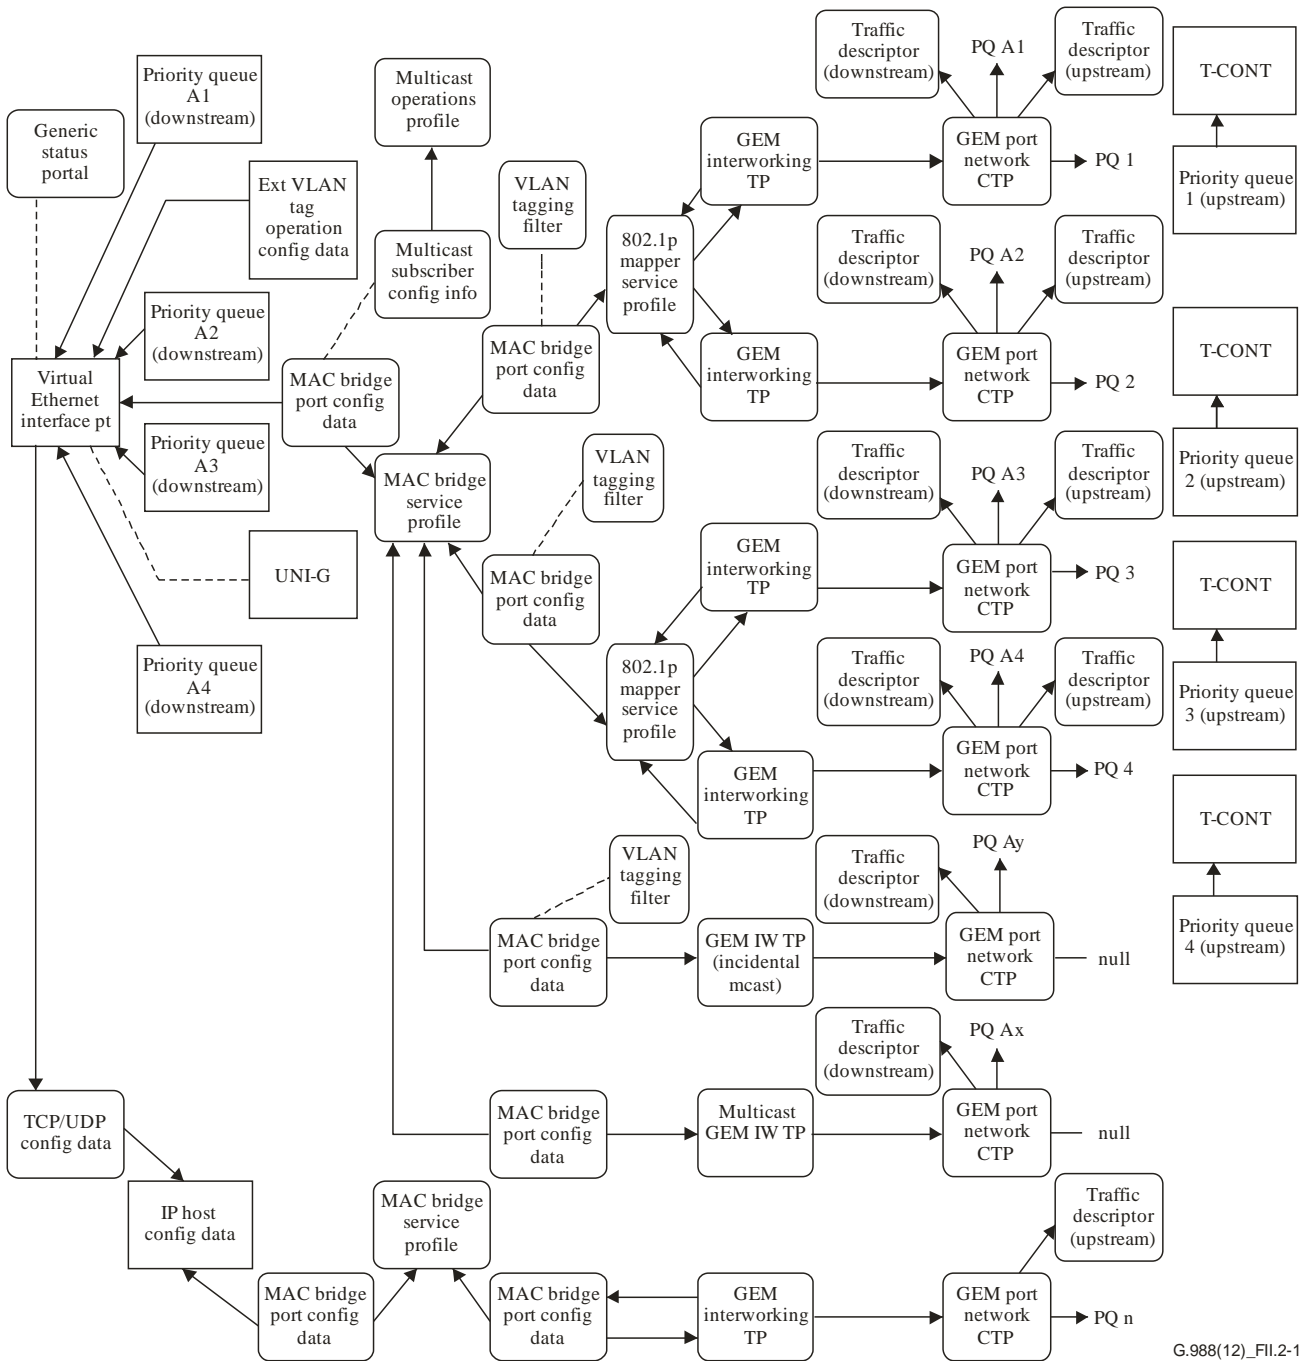 Traffic
descriptor
(downstream)
PQ A1
Traffic
descriptor
(upstream)
T-CONT
Priority queue
A1
(downstream)
Multicast
operations
profile
Generic
status
portal
GEM
interworking
TP
GEM port
network
CTP
PQ 1
Priority queue
1 (upstream)
Ext VLAN
tag
operation
config data
VLAN
tagging
filter
Multicast
subscriber
config info
802.1p
mapper
service
profile
Traffic
descriptor
(downstream)
PQ A2
Traffic
descriptor
(upstream)
Priority queue
A2
(downstream)
MAC bridge
port config
data
GEM
interworking
TP
GEM port
network
CTP
PQ 2
T-CONT
Virtual
Ethernet
interface pt
MAC bridge
port config
data
Priority queue
A3
(downstream)
MAC bridge
service
profile
VLAN
tagging
filter
Traffic
descriptor
(downstream)
PQ A3
Traffic
descriptor
(upstream)
Priority queue
2 (upstream)
UNI-G
MAC bridge
port config
data
GEM
interworking
TP
GEM port
network
CTP
PQ 3
T-CONT
Priority queue
A4
(downstream)
802.1p
mapper
service
profile
Traffic
descriptor
(downstream)
PQ A4
Traffic
descriptor
(upstream)
Priority queue
3 (upstream)
GEM
interworking
TP
GEM port
network
CTP
PQ 4
T-CONT
VLAN
tagging
filter
Traffic
descriptor
(downstream)
PQ Ay
MAC bridge
port config
data
GEM IW TP
(incidental
mcast)
GEM port
network
CTP
null
Priority queue
4 (upstream)
Traffic
descriptor
(downstream)
PQ Ax
TCP/UDP
config data
MAC bridge
port config
data
Multicast
GEM IW TP
GEM port
network
CTP
null
IP host
config data
MAC bridge
service
profile
Traffic
descriptor
(upstream)
MAC bridge
port config
data
MAC bridge
port config
data
GEM
interworking
TP
GEM port
network
CTP
PQ n
G.988(12)_FII.2-1